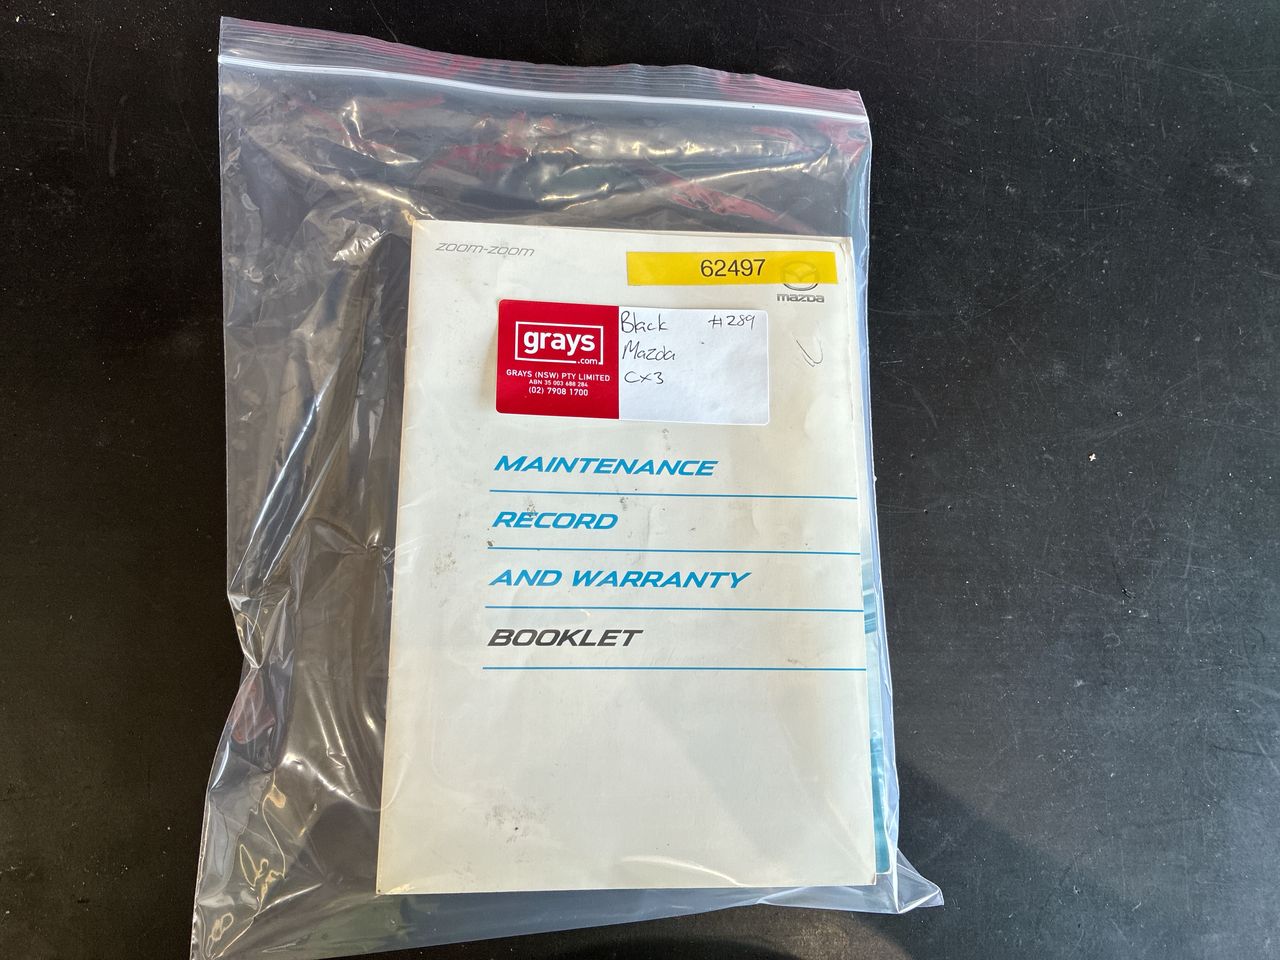 zoom-zoom
62497
mazda
grays
.com
GRAYS (NSW) PTY LIMITED
ABN 35 003 688 284
(02) 7908 1700
Black #289
Mazda
Cx3
MAINTENANCE
RECORD
AND WARRANTY
BOOKLET